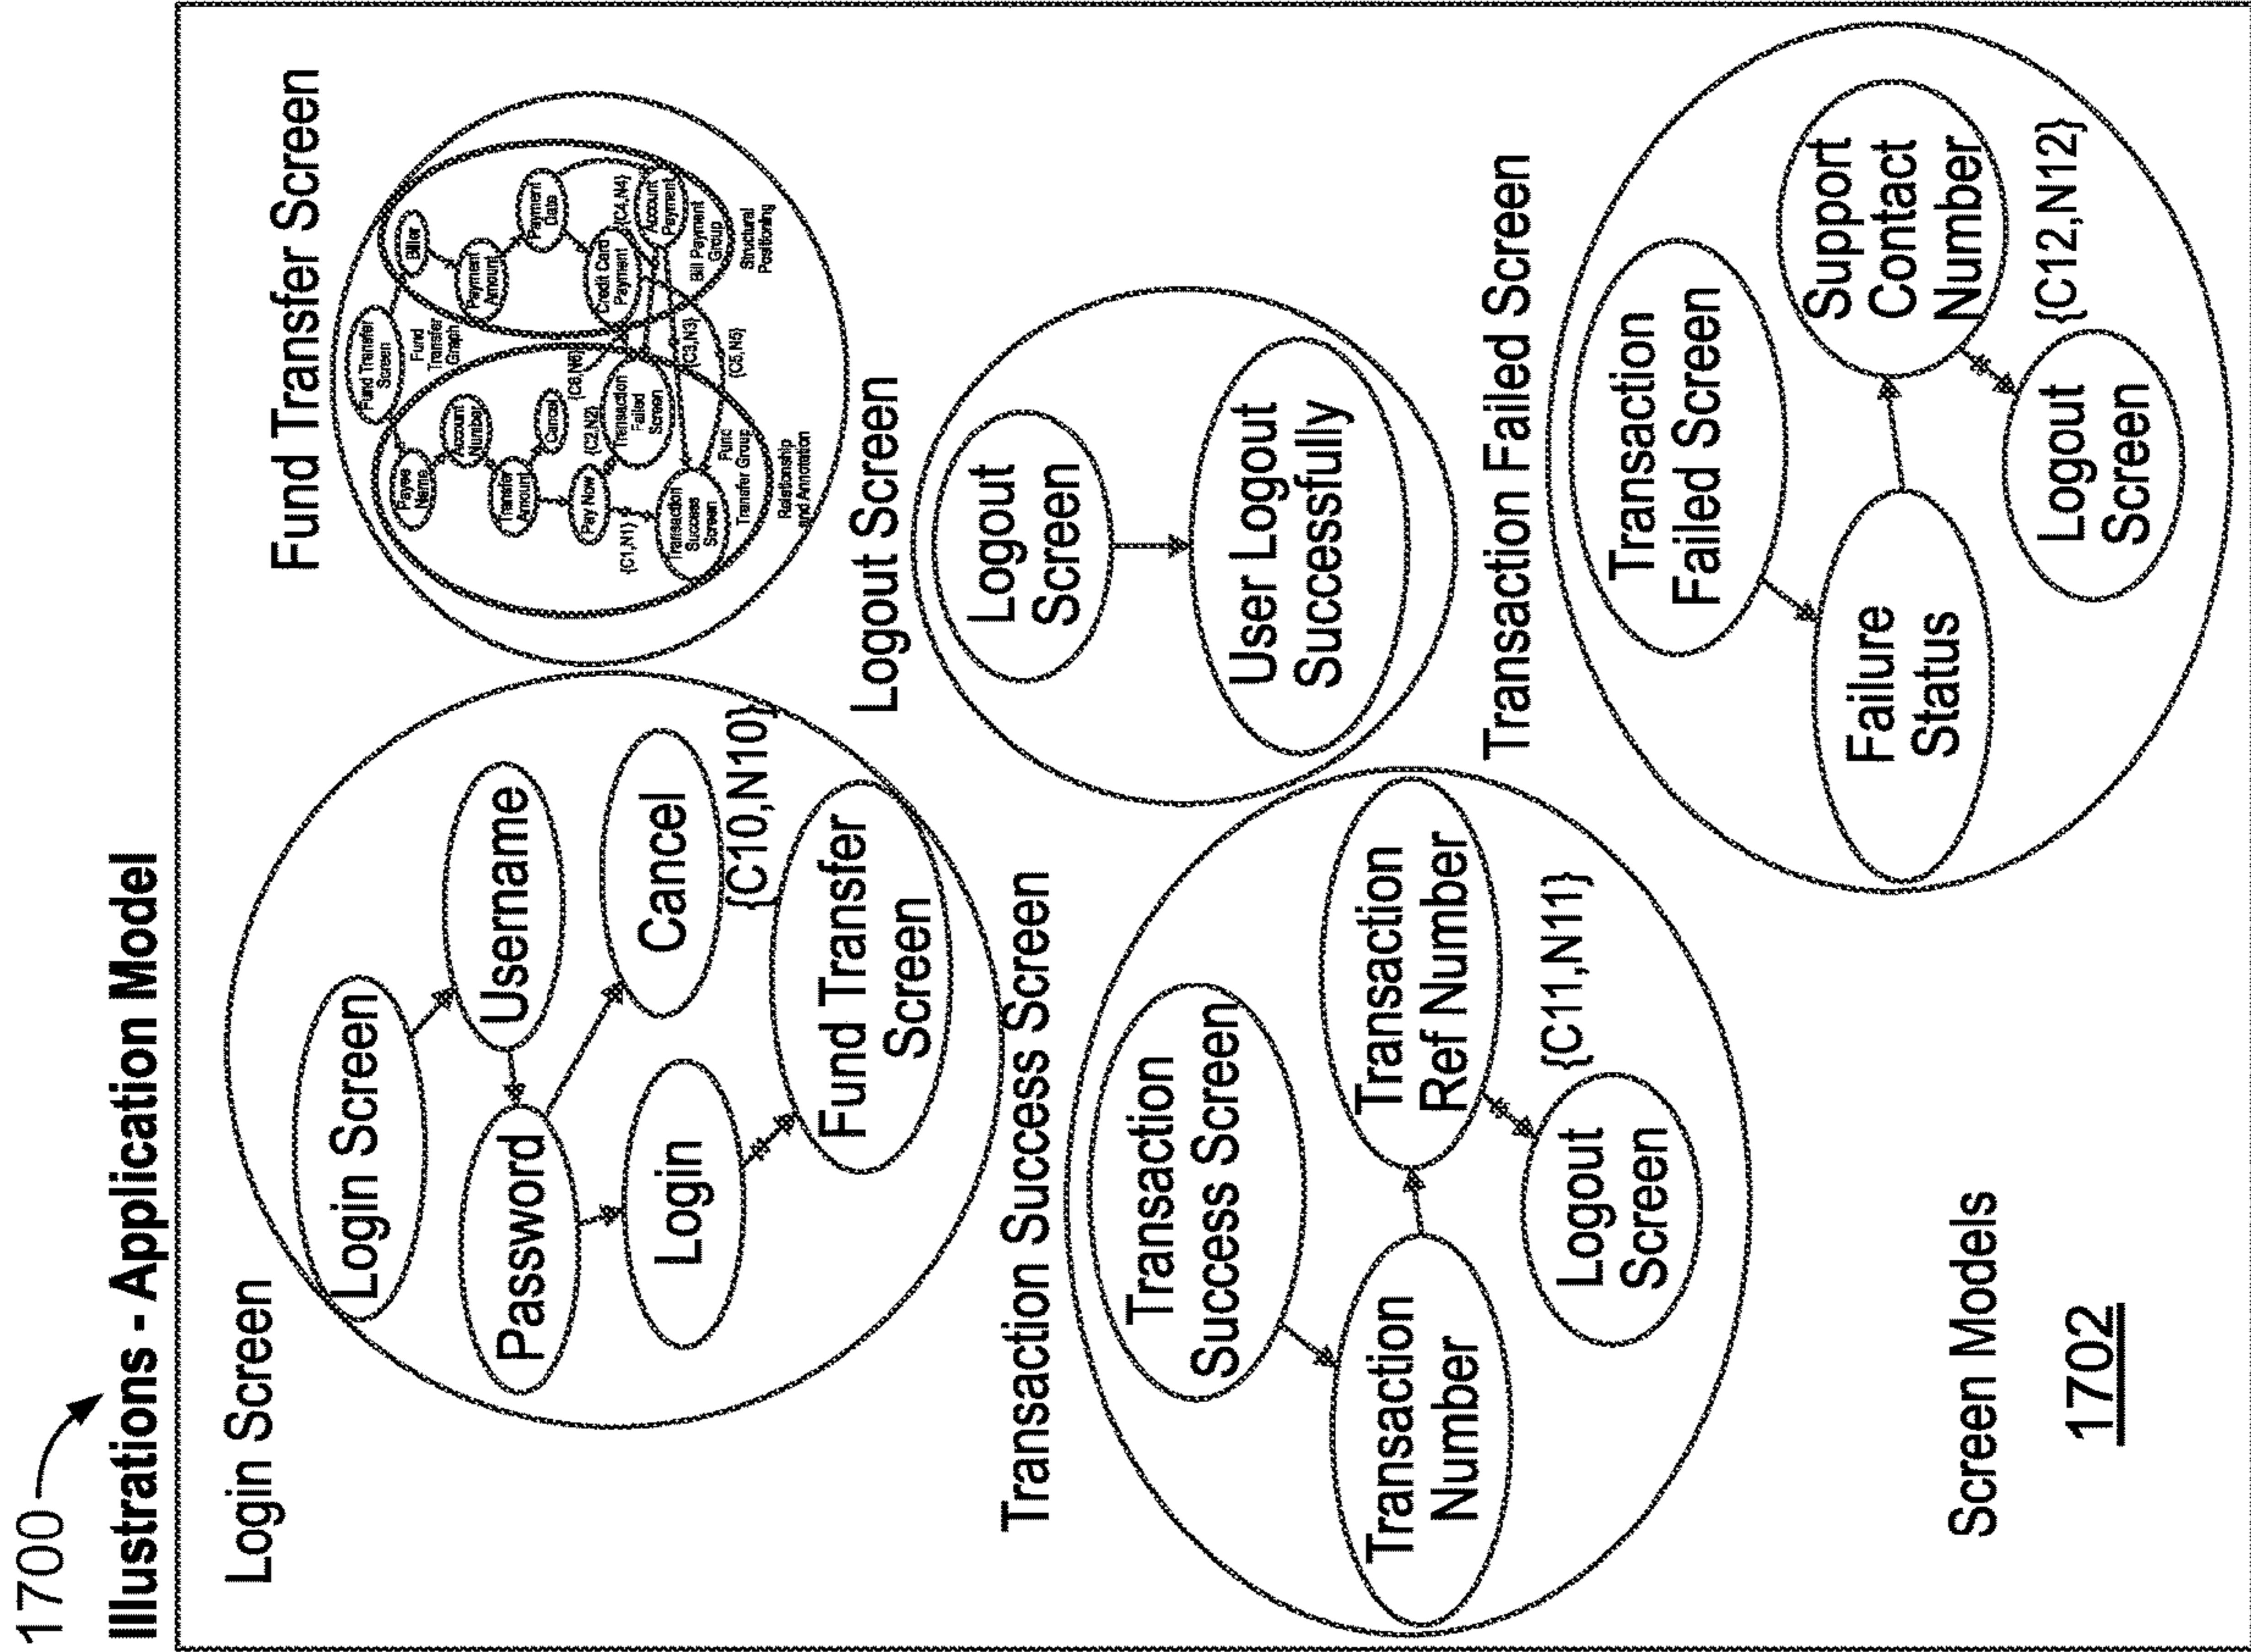 1700
Illustrations - Application Model
Login Screen
Login Screen
Username
Password
Cancel
Login
{C10,N10}
Fund Transfer
Screen
Fund Transfer Screen
Fund Transfer
Screen
Fund
Transfer
Graph
Payee
Name
Account
Number
Transfer
Amount
Cancel
Pay Now
{C2,N2}
{C1,N1}
Transaction
Failed
Screen
Transaction
Success
Screen
Fund
Transfer Group
Relationship
and Annotation
Biller
Payment
Amount
Payment
Date
Credit Card
Payment
{C4,N4}
Account
Payment
Bill Payment
Group
Structural
Positioning
{C6,N6}
{C3,N3}
{C5,N5}
Transaction Success Screen
Transaction
Success Screen
Transaction
Number
Transaction
Ref Number
{C11,N11}
Logout
Screen
Logout Screen
Logout
Screen
User Logout
Successfully
Transaction Failed Screen
Transaction
Failed Screen
Failure
Status
Support
Contact
Number
{C12,N12}
Logout
Screen
Screen Models
1702